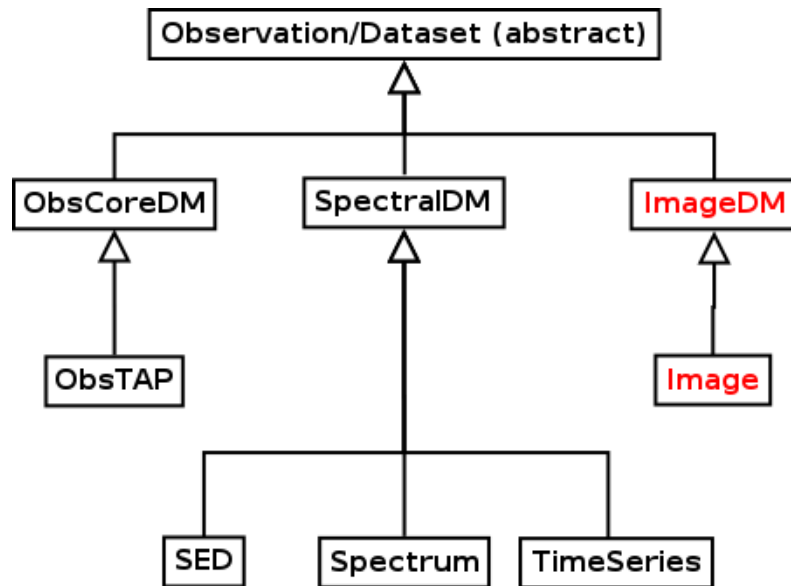 Observation/Dataset (abstract)
ObsCoreDM
SpectralDM
ImageDM
ObsTAP
Image
SED
Spectrum
TimeSeries